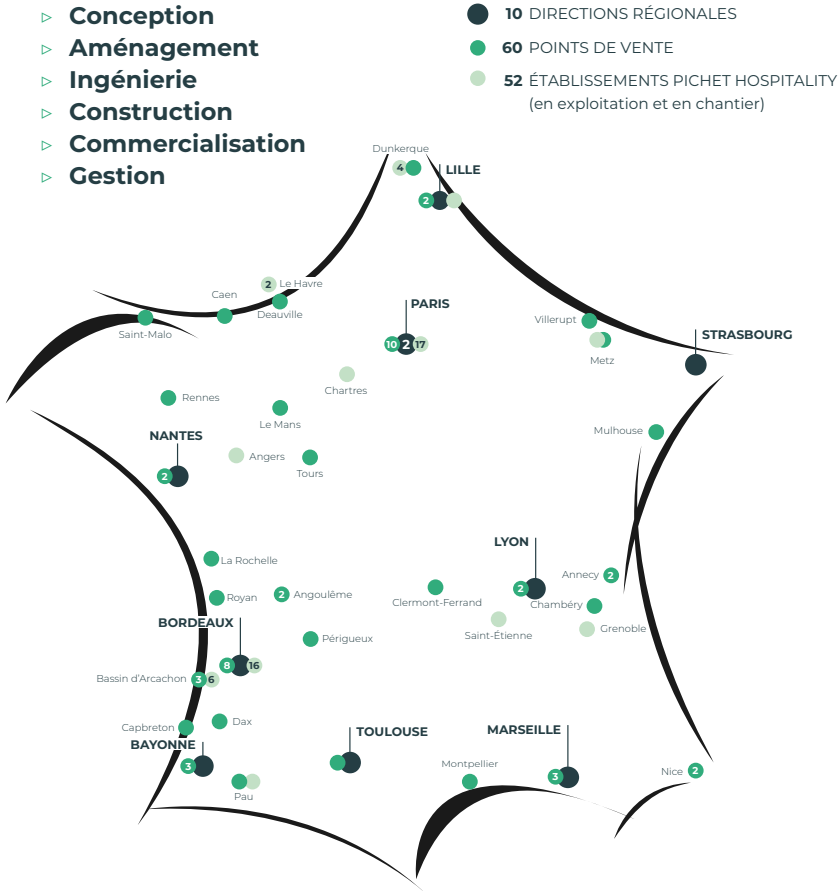 Conception
Aménagement
Ingénierie
Construction
Commercialisation
Gestion
10 DIRECTIONS RÉGIONALES
60 POINTS DE VENTE
52 ÉTABLISSEMENTS PICHET HOSPITALITY
(en exploitation et en chantier)
Dunkerque
4
LILLE
2
2 Le Havre
Caen
Deauville
Saint-Malo
PARIS
10 2 17
Villerupt
Metz
STRASBOURG
Chartres
Rennes
Le Mans
Mulhouse
NANTES
2
Angers
Tours
LYON
2
La Rochelle
Royan
2 Angoulême
Clermont-Ferrand
Annecy 2
Chambéry
Saint-Étienne
Grenoble
BORDEAUX
8 16
Périgueux
Bassin d'Arcachon 3 6
Capbreton
Dax
BAYONNE
3
Pau
TOULOUSE
MARSEILLE
3
Montpellier
Nice 2